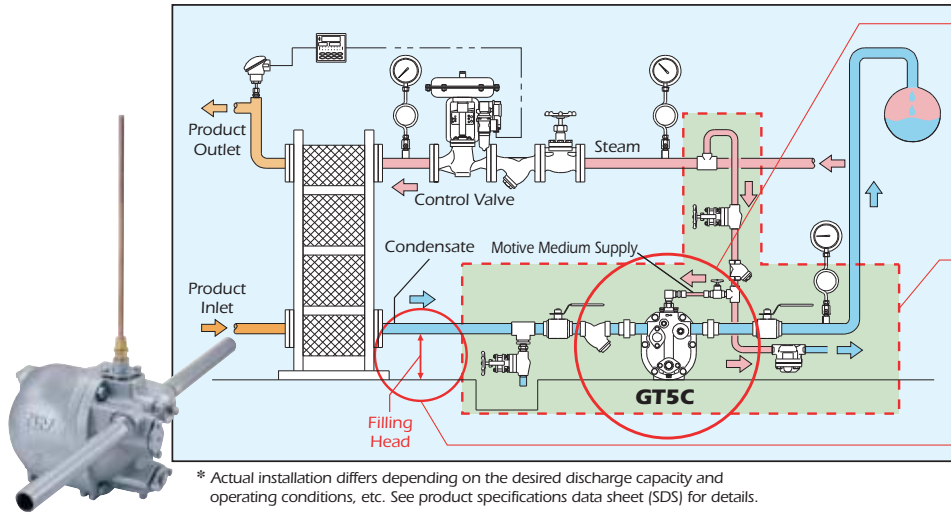 Product
Outlet
Steam
Control Valve
Condensate
Motive Medium Supply
Product
Inlet
GT5C
Filling
Head
TLV
* Actual installation differs depending on the desired discharge capacity and
operating conditions, etc. See product specifications data sheet (SDS) for details.